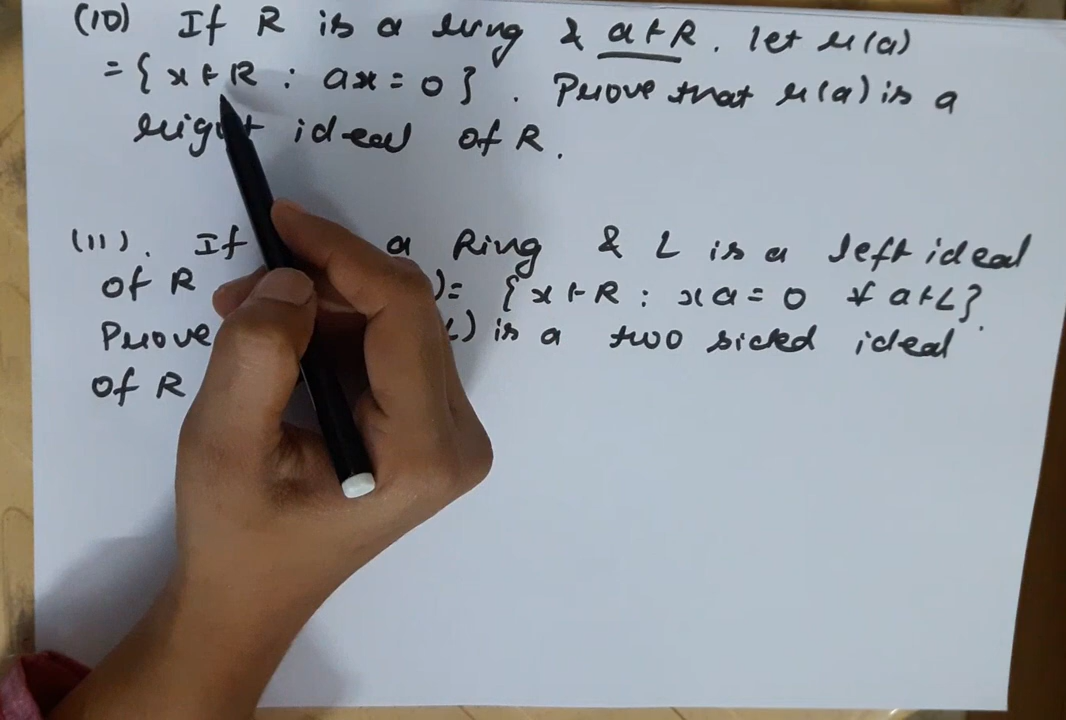 (10) If R is a ring & a∈R. let r(a)
= { x∈R : ax = 0 } . Prove that r(a) is a
right ideal of R.
(11). If a Ring & L is a left ideal
of R )= { x∈R : xa = 0 ∀ a∈L}.
Prove L) is a two sided ideal
of R